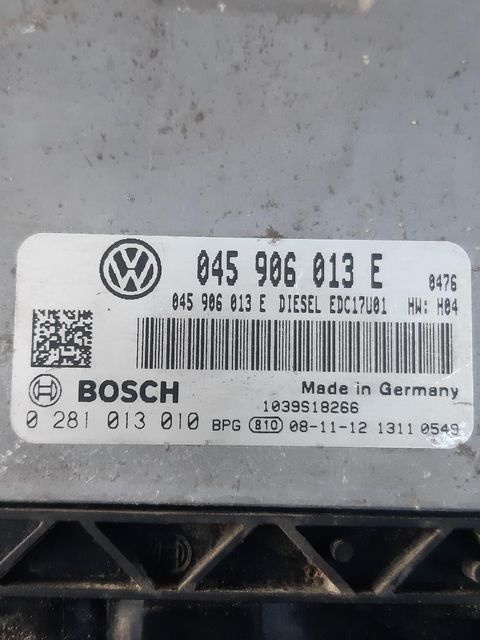 045 906 013 E 0476
045 906 013 E DIESEL EDC17U01 HW: H04
BOSCH Made in Germany
1039S18266
0 281 013 010 BPG 810 08-11-12 1311 0549